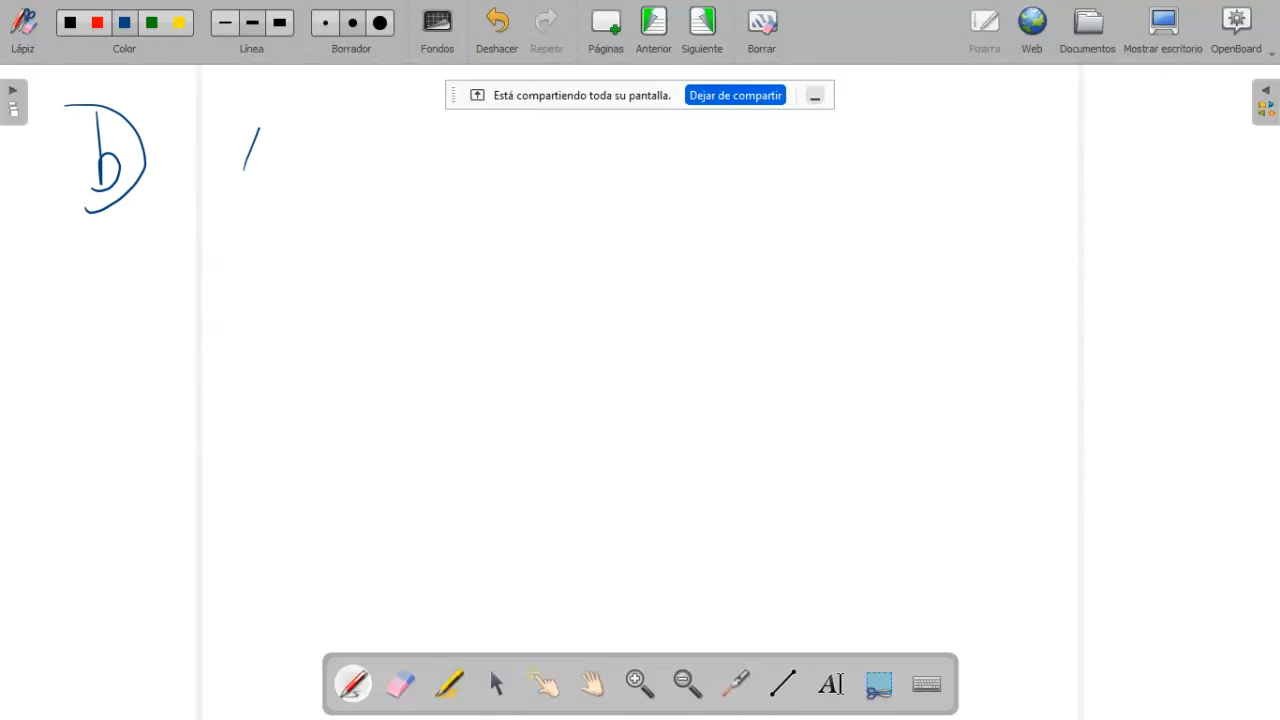 Lápiz Color Línea Borrador Fondos Deshacer Repetir Páginas Anterior Siguiente Borrar Pizarra Web Documentos Mostrar escritorio OpenBoard
Está compartiendo toda su pantalla. Dejar de compartir
b)